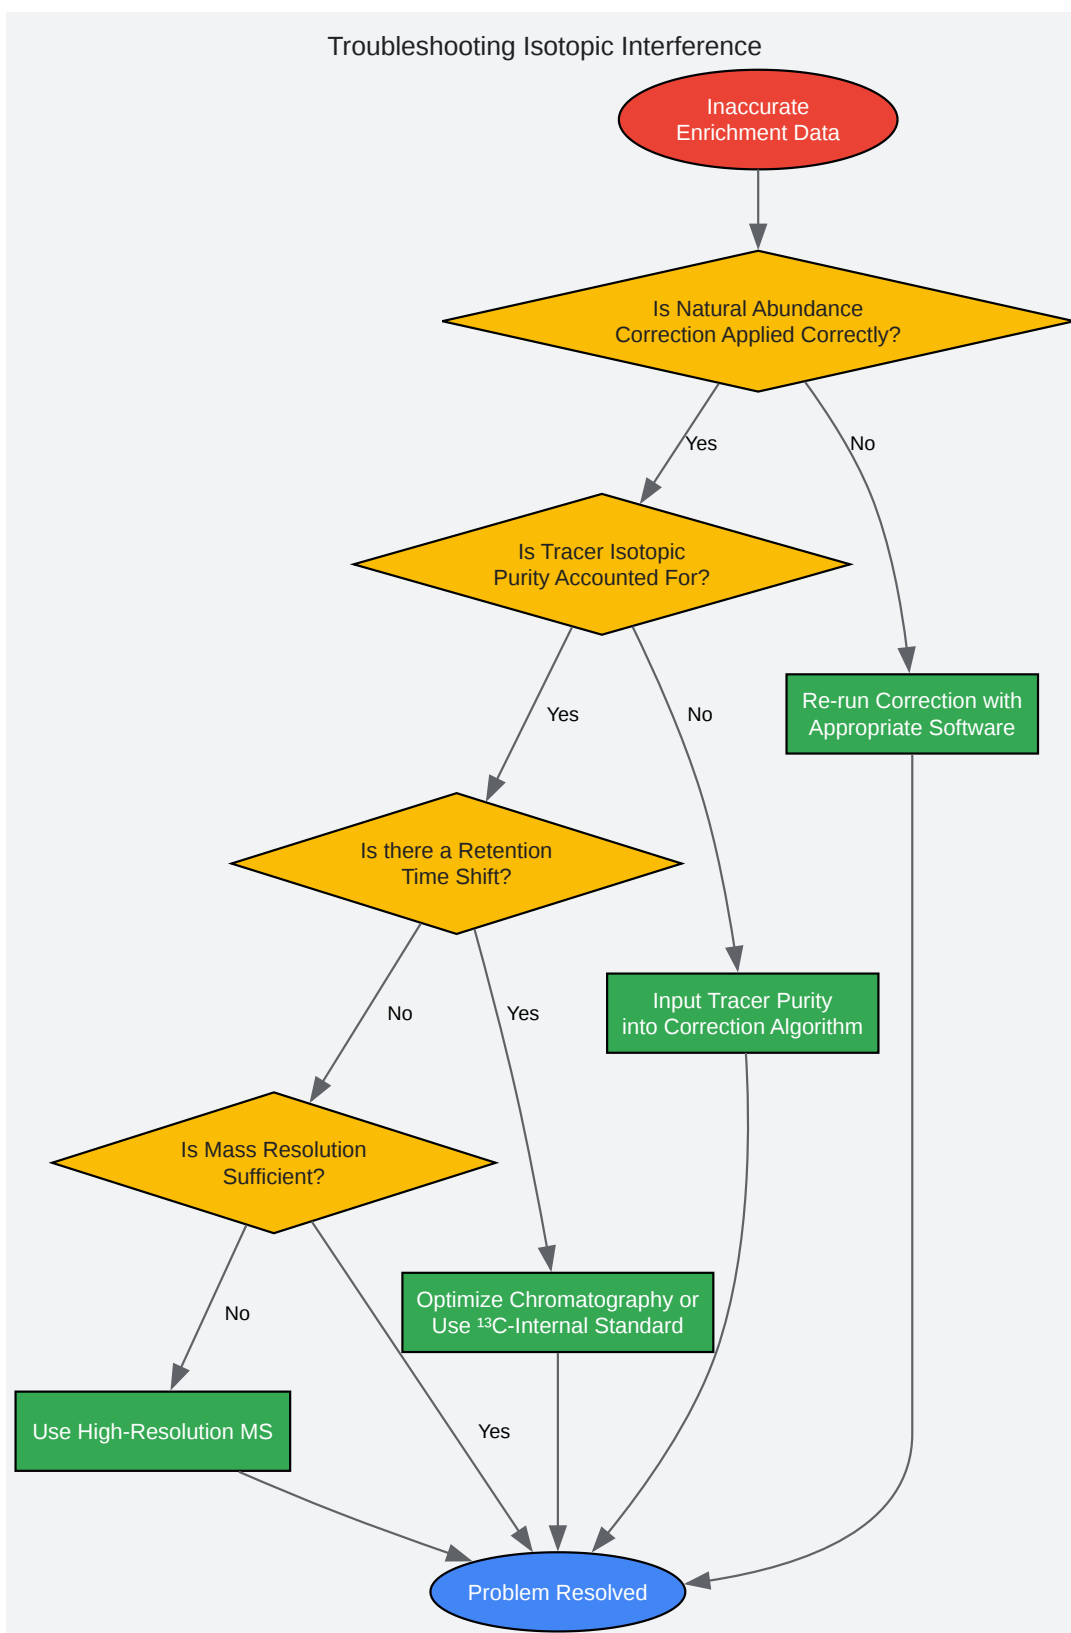 Troubleshooting Isotopic Interference
Inaccurate
Enrichment Data
Is Natural Abundance
Correction Applied Correctly?
Yes
No
Is Tracer Isotopic
Purity Accounted For?
Re-run Correction with
Appropriate Software
Yes
No
Is there a Retention
Time Shift?
Input Tracer Purity
into Correction Algorithm
No
Yes
Is Mass Resolution
Sufficient?
Optimize Chromatography or
Use ¹³C-Internal Standard
No
Yes
Use High-Resolution MS
Problem Resolved